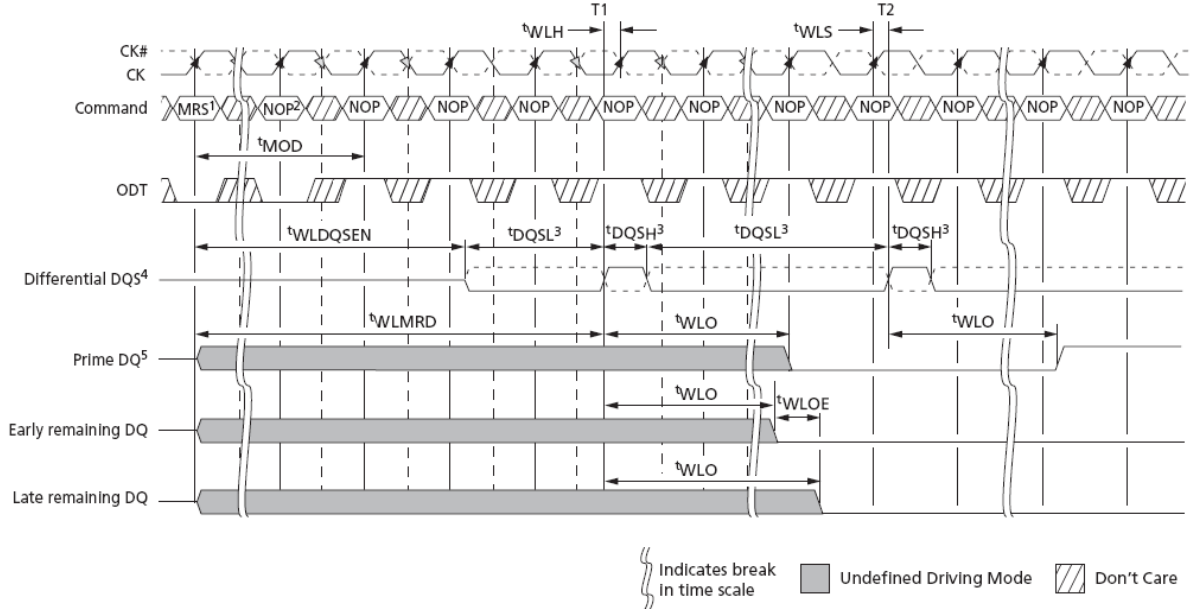 T1 T2
tWLH tWLS
CK#
CK
Command MRS1 NOP2 NOP NOP NOP NOP NOP NOP NOP NOP NOP NOP
tMOD
ODT
tWLDQSEN tDQSL3 tDQSH3 tDQSL3 tDQSH3
Differential DQS4
tWLMRD tWLO tWLO
Prime DQ5
tWLO tWLOE
Early remaining DQ
tWLO
Late remaining DQ
Indicates break
in time scale
Undefined Driving Mode
Don't Care